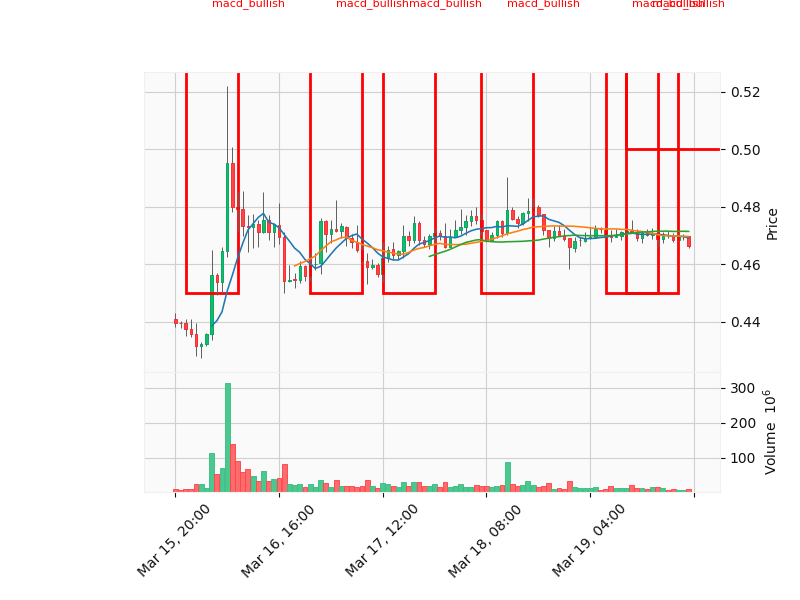 macd_bullish macd_bullish macd_bullish macd_bullish macd_bullish
0.52
0.50
0.48
0.46
0.44
Price
300
200
100
Volume 10^6
Mar 15, 20:00
Mar 16, 16:00
Mar 17, 12:00
Mar 18, 08:00
Mar 19, 04:00